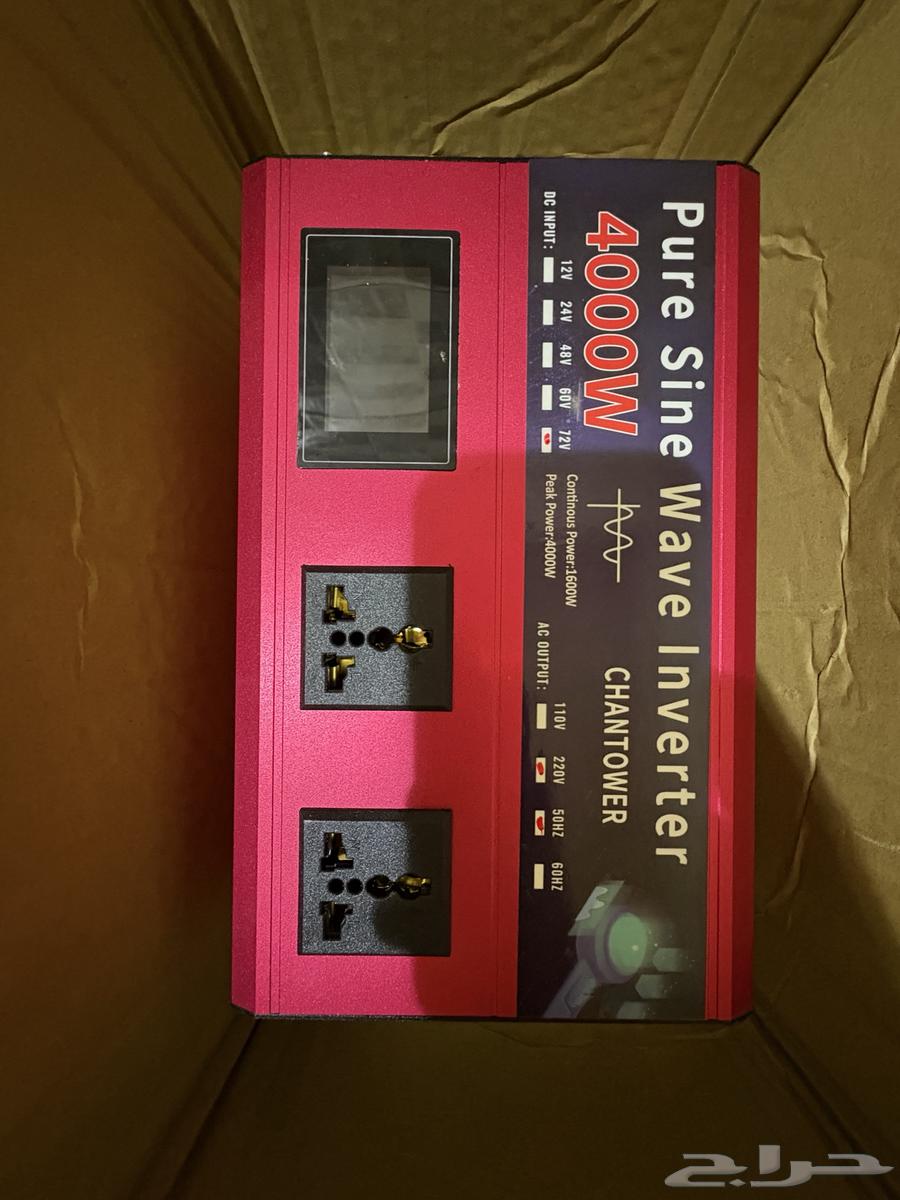 Pure Sine Wave Inverter
4000W
CHANTOWER
DC INPUT:
12V 24V 48V 60V 72V
Continous Power:1600W
Peak Power:4000W
AC OUTPUT:
110V 220V 50HZ 60HZ
حراج